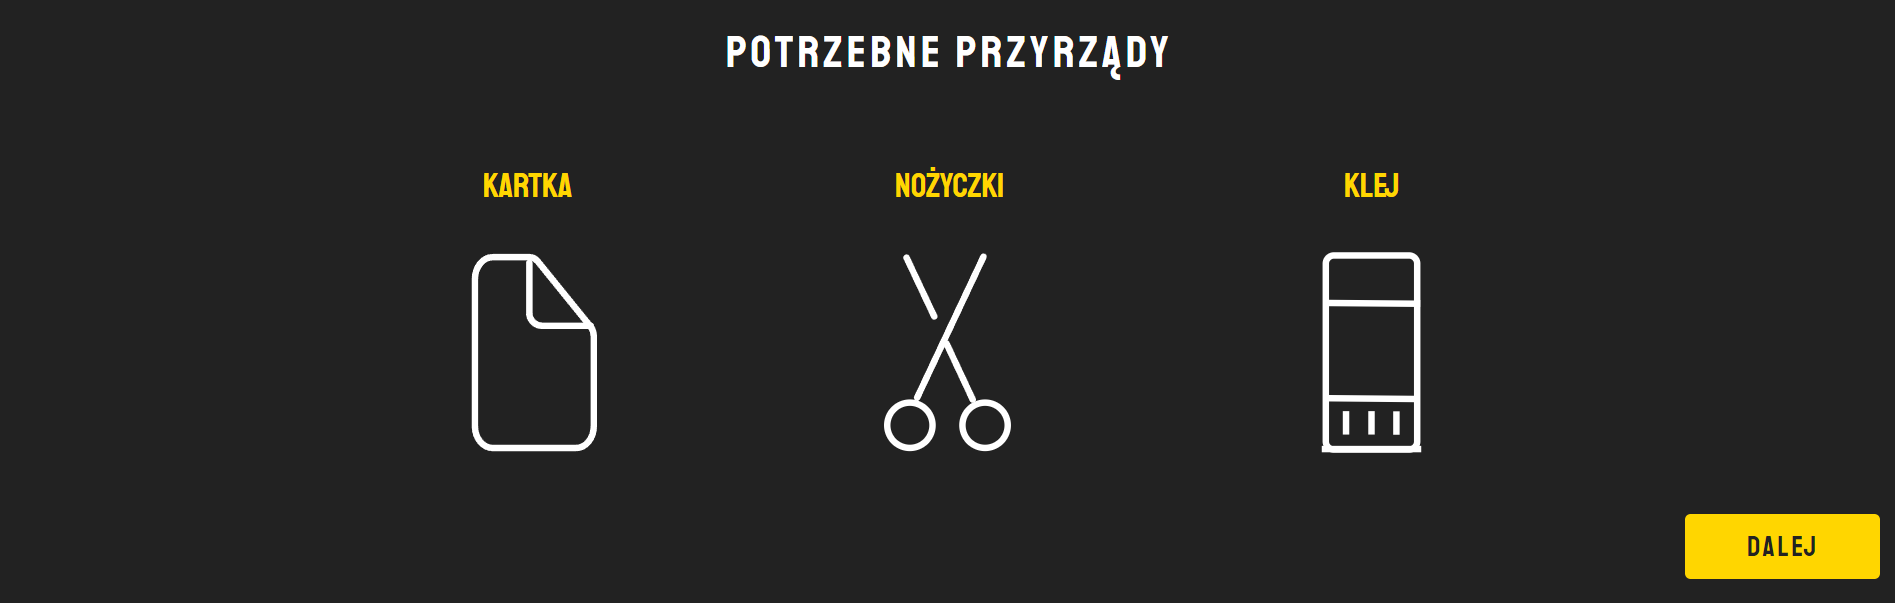 POTRZEBNE PRZYRZĄDY
KARTKA
NOŻYCZKI
KLEJ
DALEJ